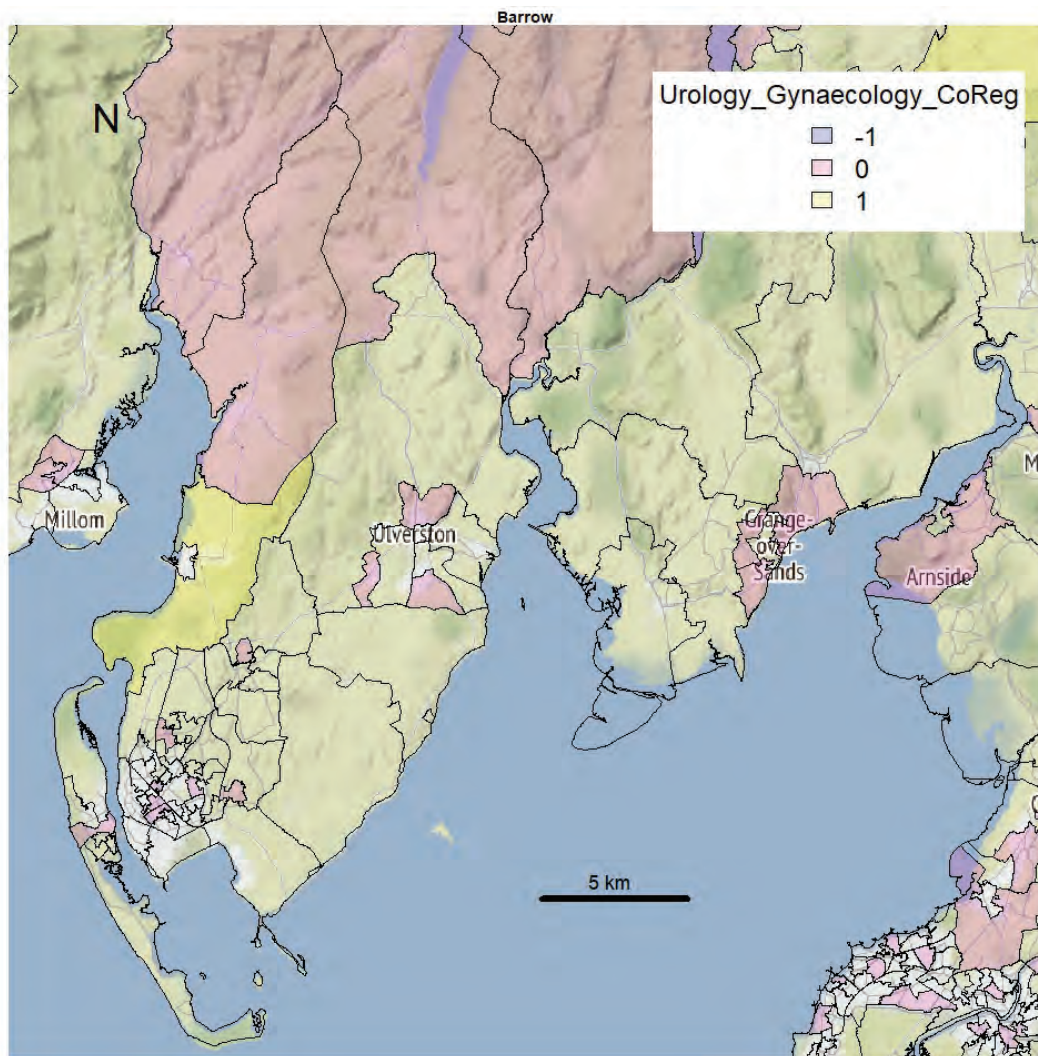 Barrow
Urology_Gynaecology_CoReg
N
-1
0
1
Millom
Ulverston
Grange-
over-
Sands
M
Arnside
5 km